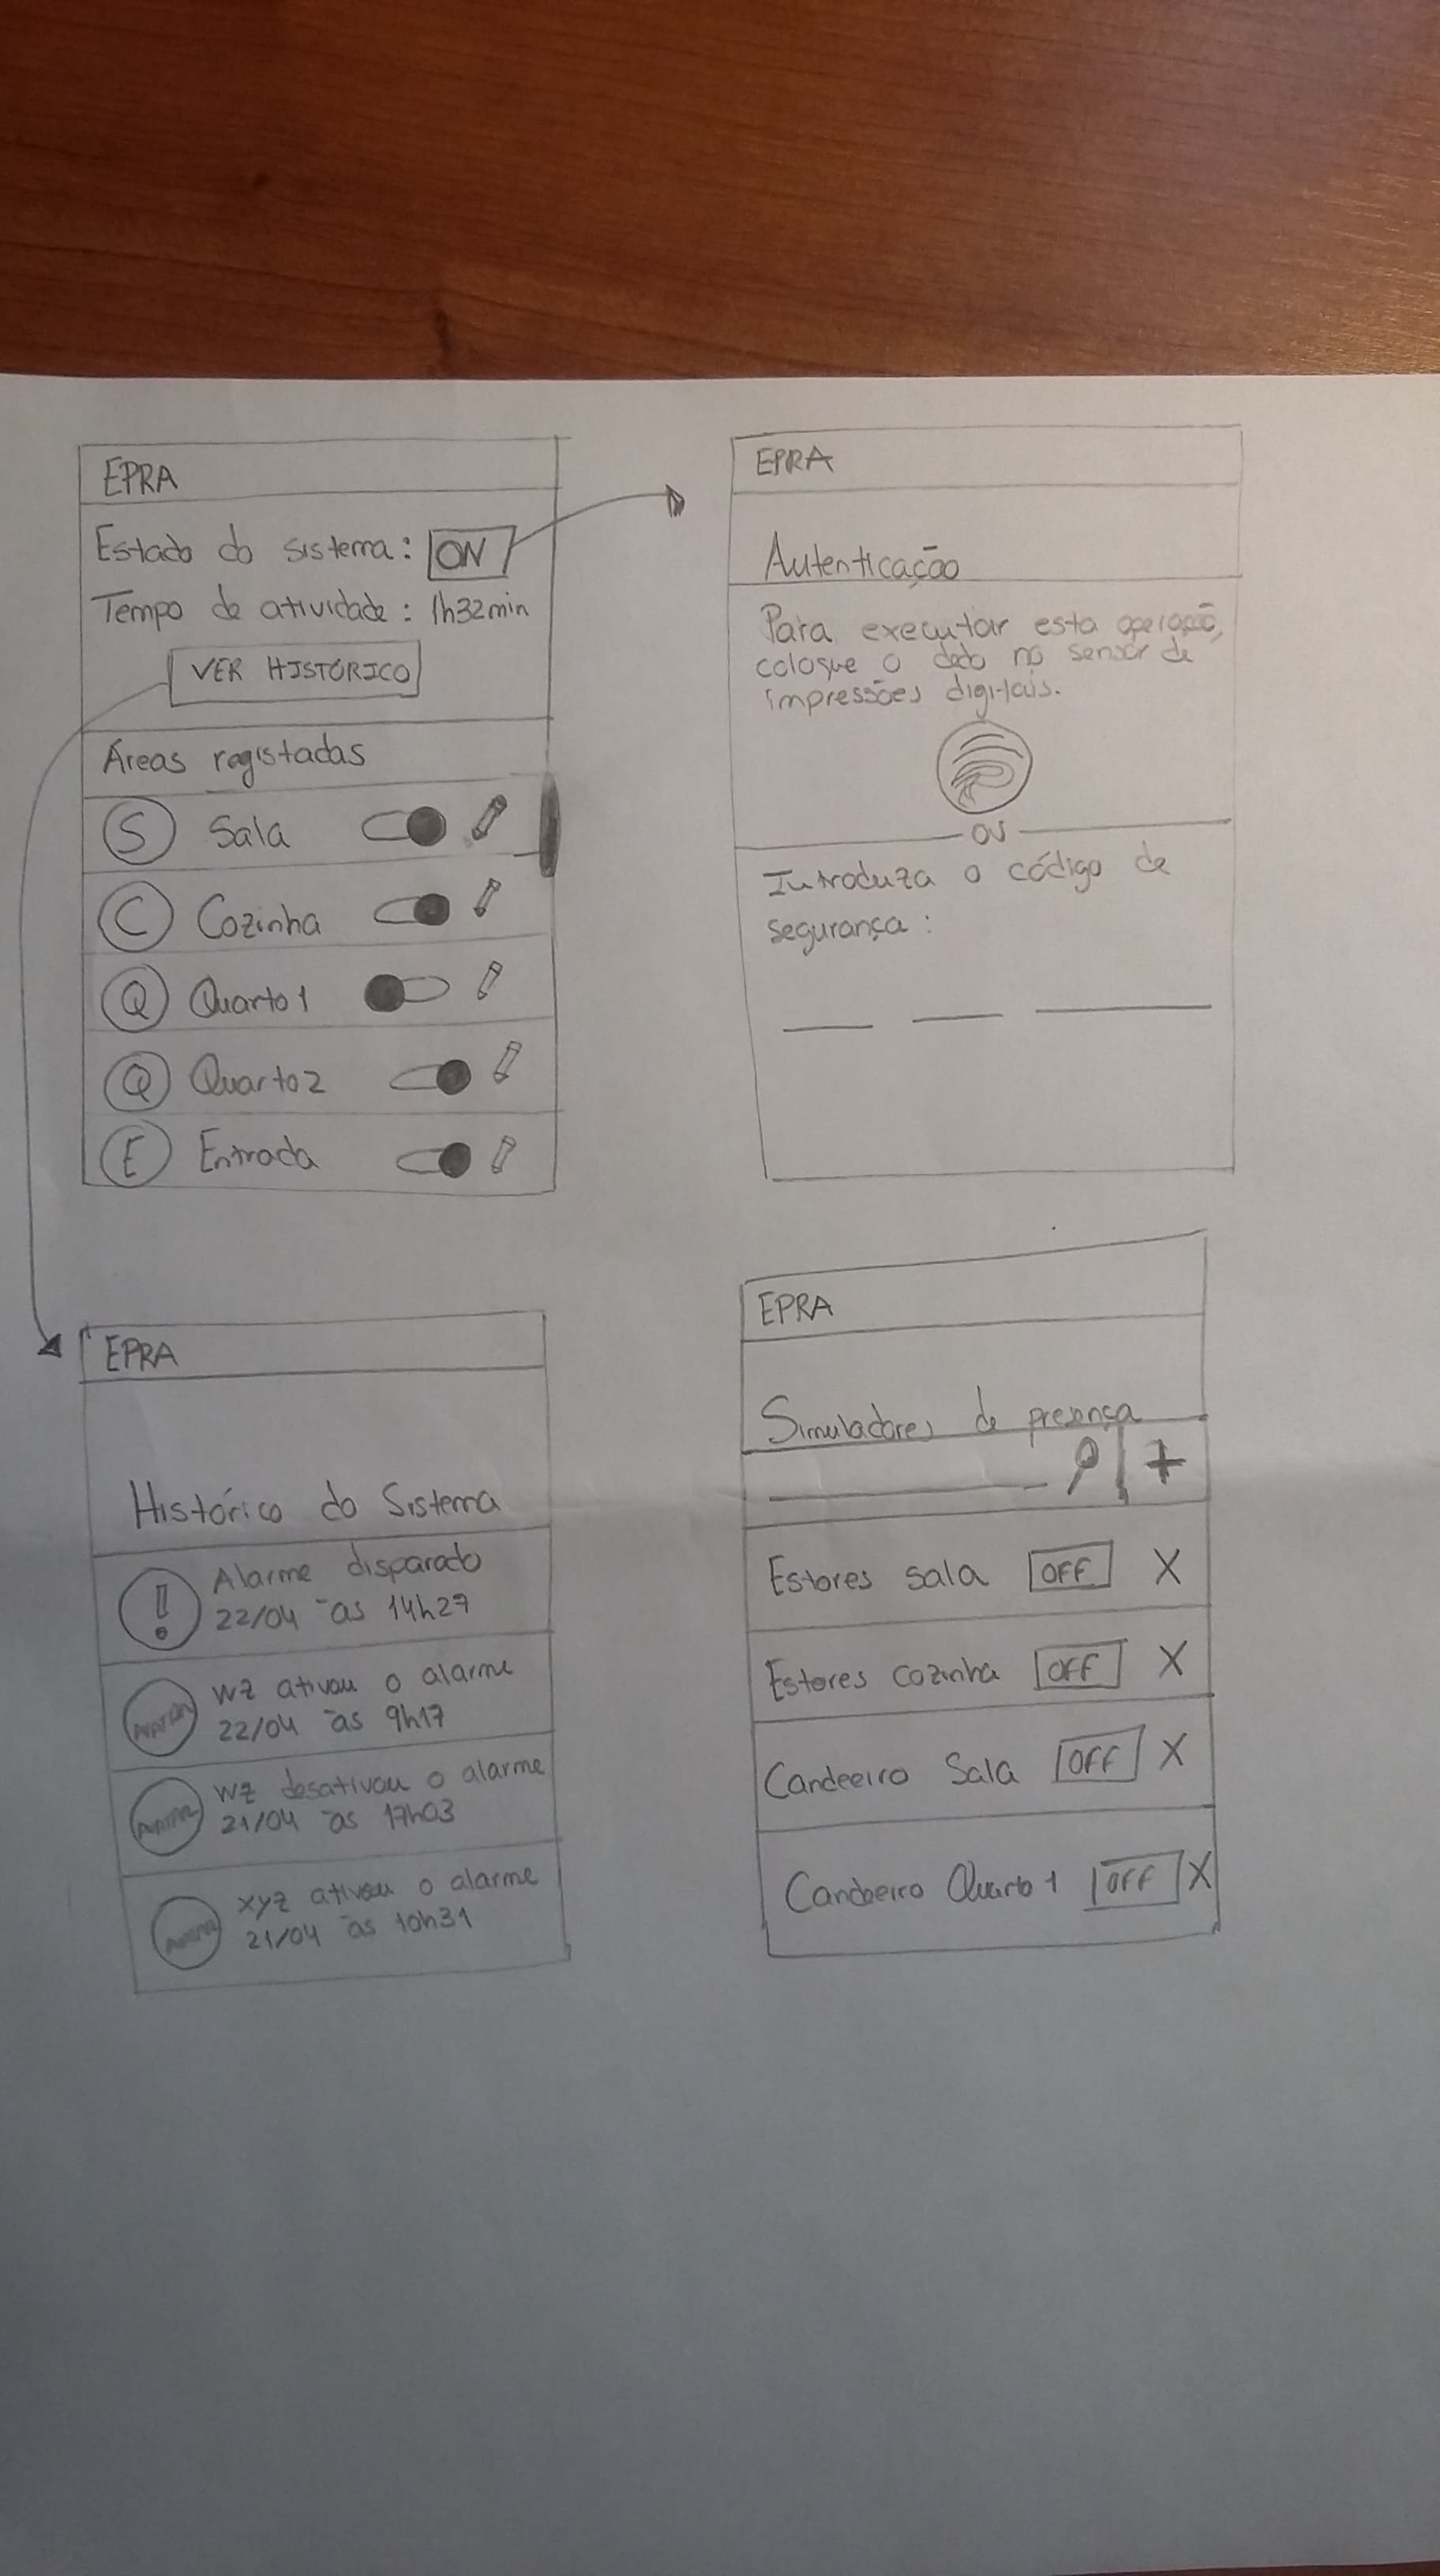 EPRA
Estado do sistema: ON
Tempo de atividade: 1h32min
VER HISTÓRICO
Áreas registadas
S Sala
C Cozinha
Q Quarto 1
Q Quarto 2
E Entrada
EPRA
Autenticação
Para executar esta operação,
coloque o dedo no sensor de
impressões digitais.
OU
Introduza o código de
segurança:
EPRA
Histórico do Sistema
! Alarme disparado
22/04 às 14h27
AVATAR wz ativou o alarme
22/04 às 9h17
AVATAR wz desativou o alarme
21/04 às 17h03
AVATAR xyz ativou o alarme
21/04 às 10h31
EPRA
Simuladores de presença
+
Estores sala OFF X
Estores cozinha OFF X
Candeeiro Sala OFF X
Candeeiro Quarto 1 OFF X